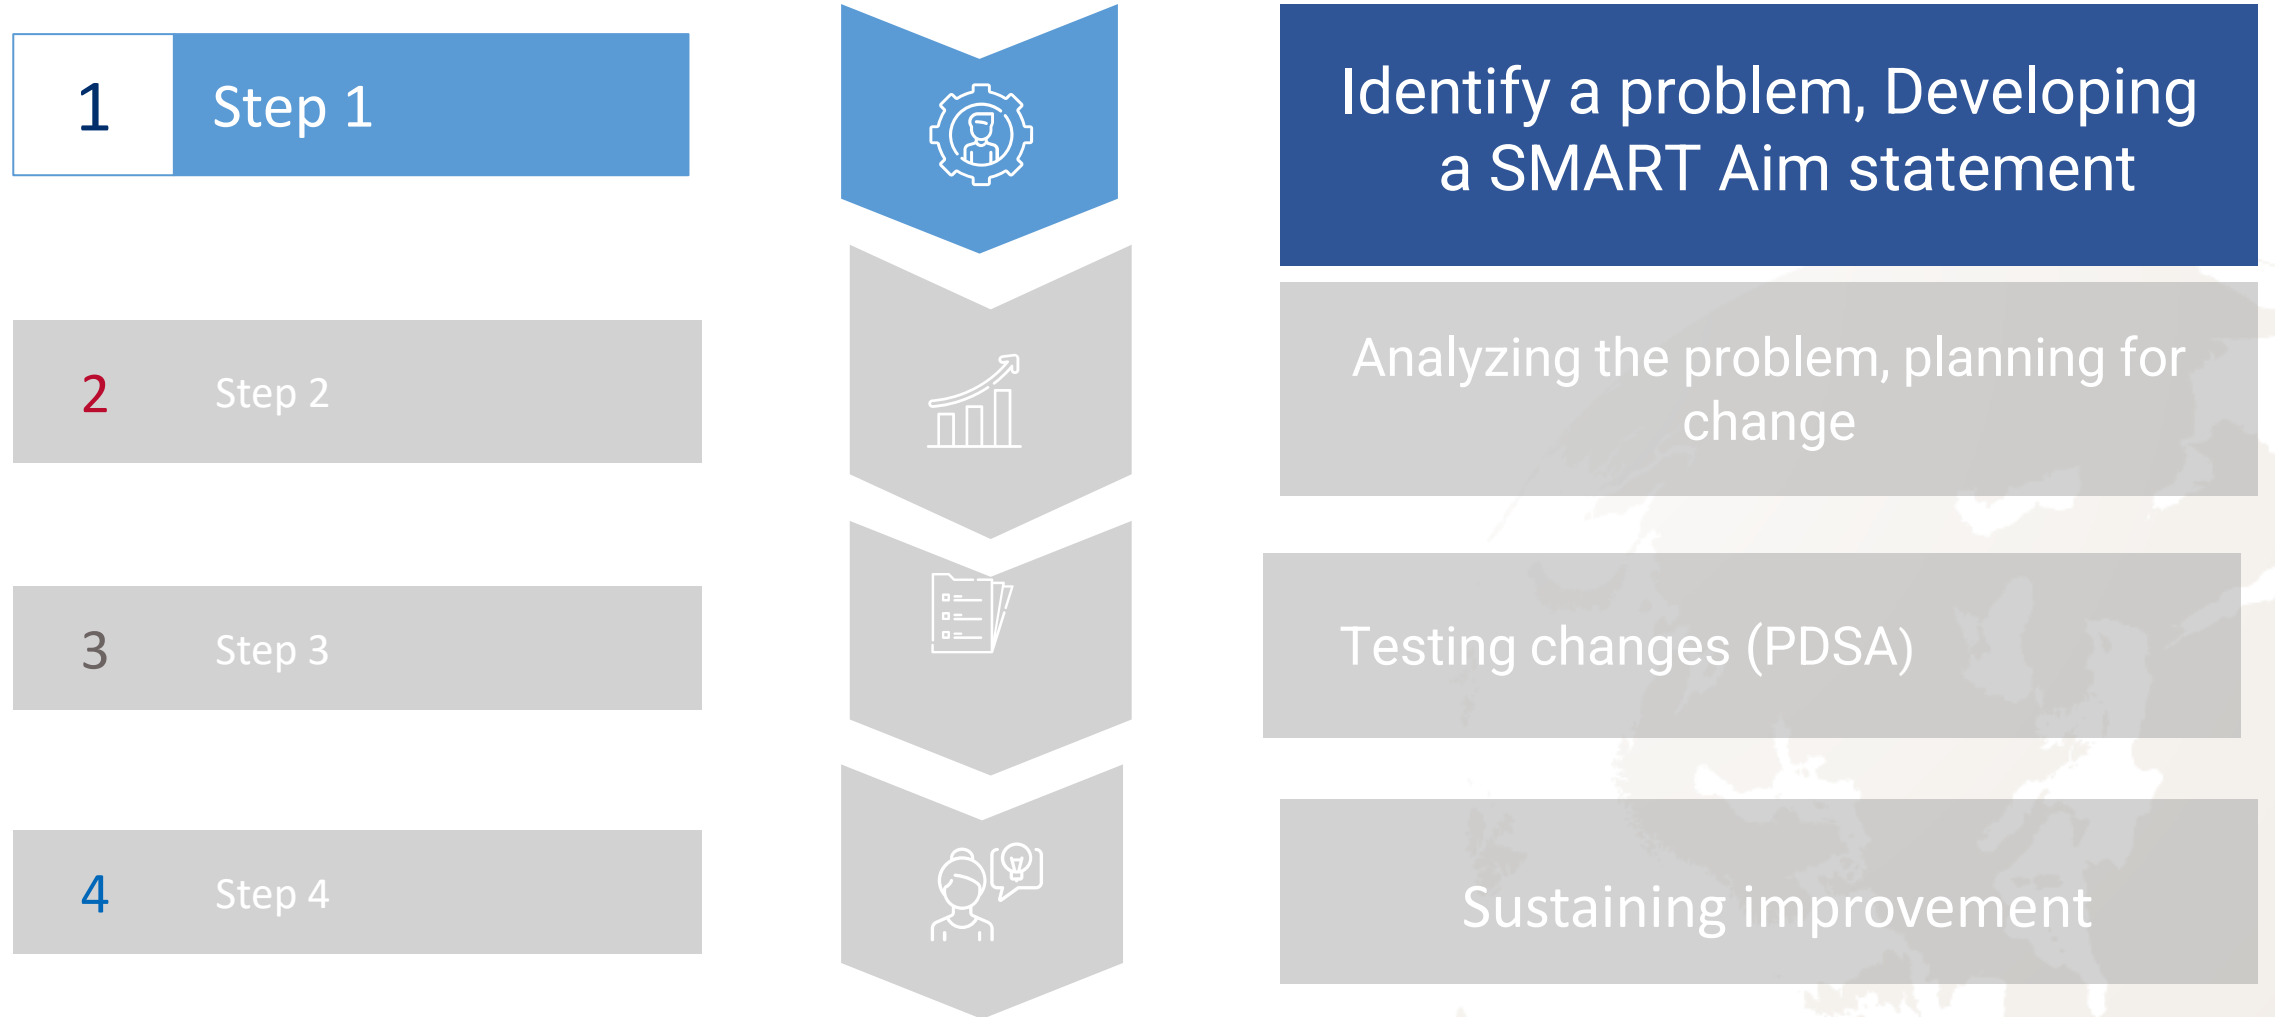 1
Step 1
Identify a problem, Developing
a SMART Aim statement
2
Step 2
Analyzing the problem, planning for
change
3
Step 3
Testing changes (PDSA)
4
Step 4
Sustaining improvement